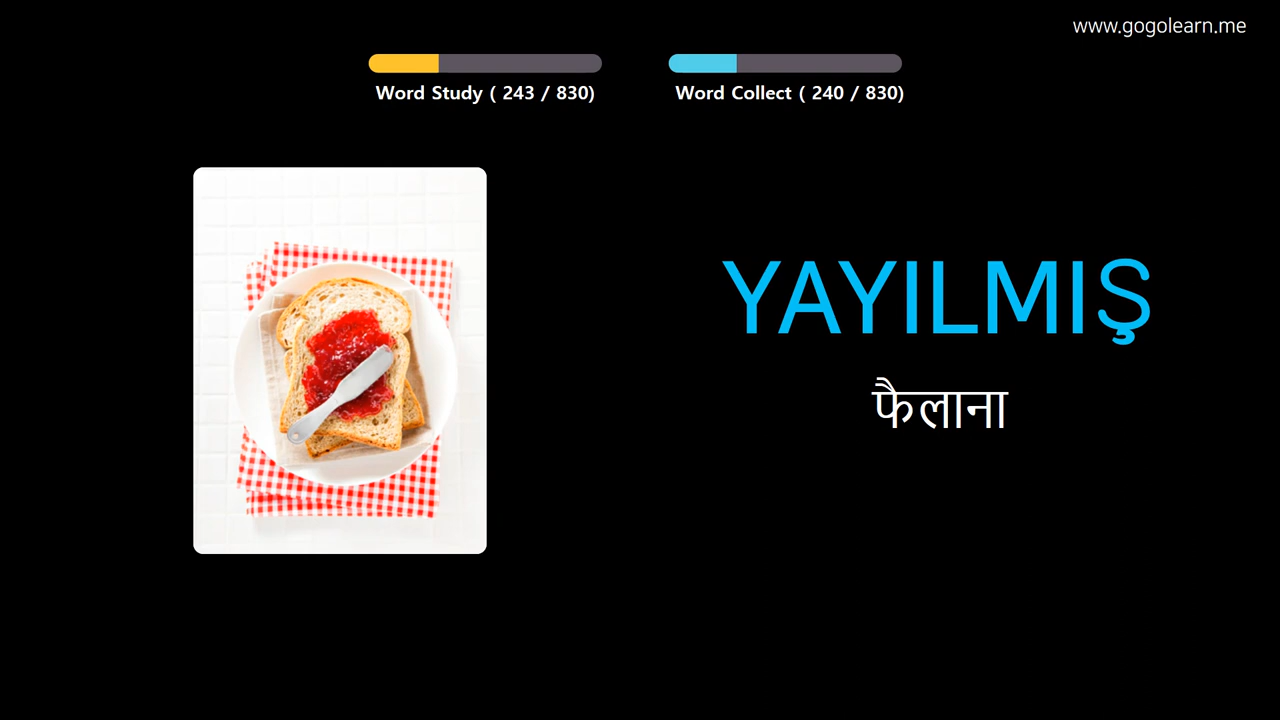 www.gogolearn.me
Word Study ( 243 / 830)
Word Collect ( 240 / 830)
YAYILMIŞ
फैलाना